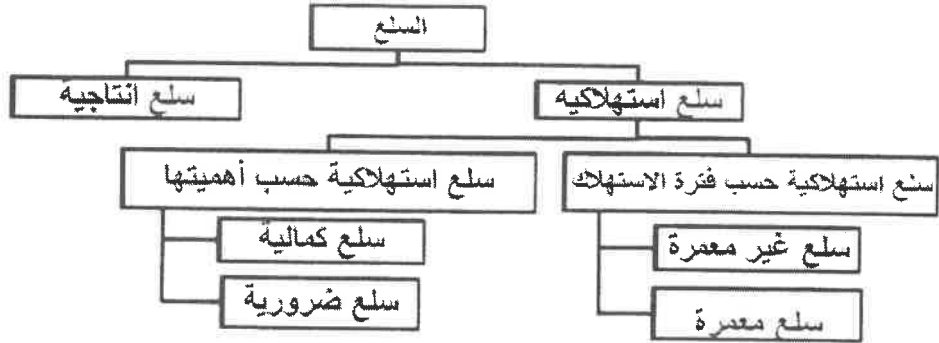 السلع
سلع استهلاكيه
سلع انتاجية
سلع استهلاكية حسب فترة الاستهلاك
سلع استهلاكية حسب أهميتها
سلع غير معمرة
سلع كمالية
سلع معمرة
سلع ضرورية